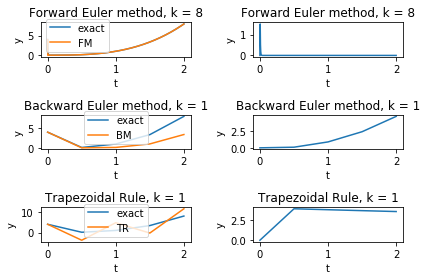 Forward Euler method, k = 8
Forward Euler method, k = 8
5
0
y
exact
FM
0
1
2
t
1
0
y
0
1
2
t
Backward Euler method, k = 1
Backward Euler method, k = 1
5
0
y
exact
BM
0
1
2
t
2.5
0.0
y
0
1
2
t
Trapezoidal Rule, k = 1
Trapezoidal Rule, k = 1
10
0
y
exact
TR
0
1
2
t
2.5
0.0
y
0
1
2
t